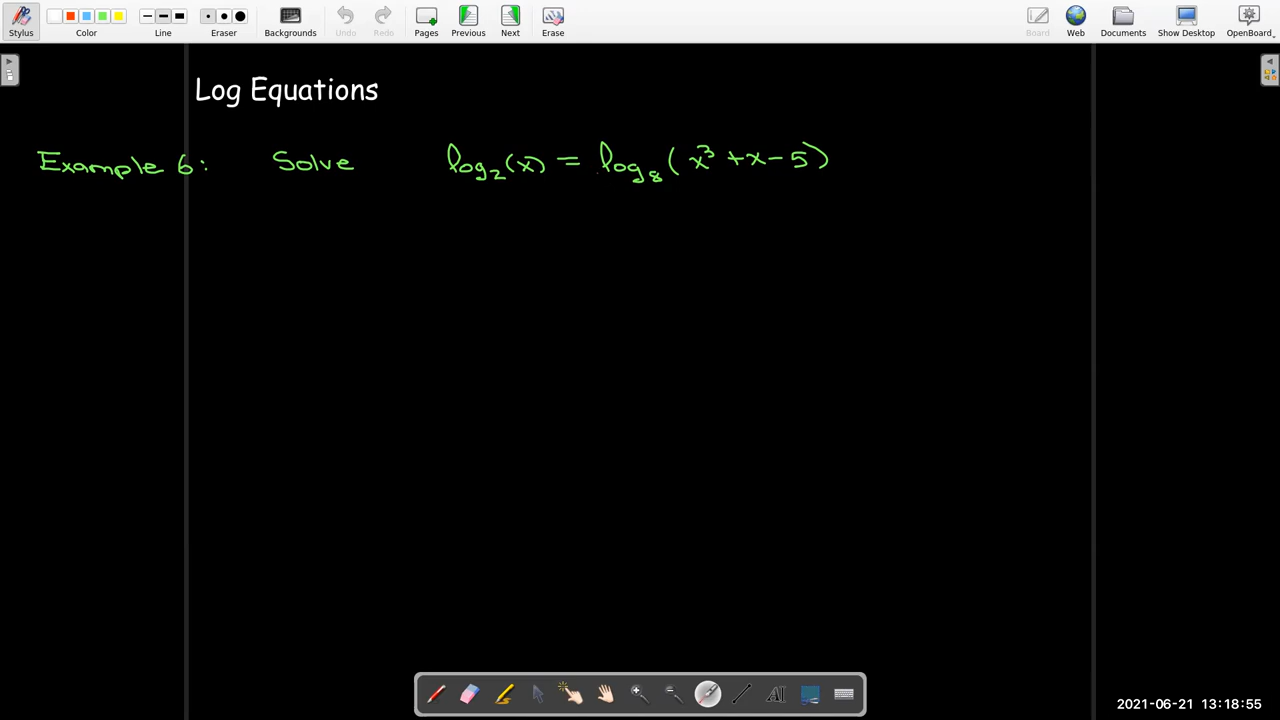 Stylus Color Line Eraser Backgrounds Undo Redo Pages Previous Next Erase Board Web Documents Show Desktop OpenBoard
Log Equations
Example 6: Solve log₂(x) = log₈(x³ + x − 5)
2021-06-21 13:18:55